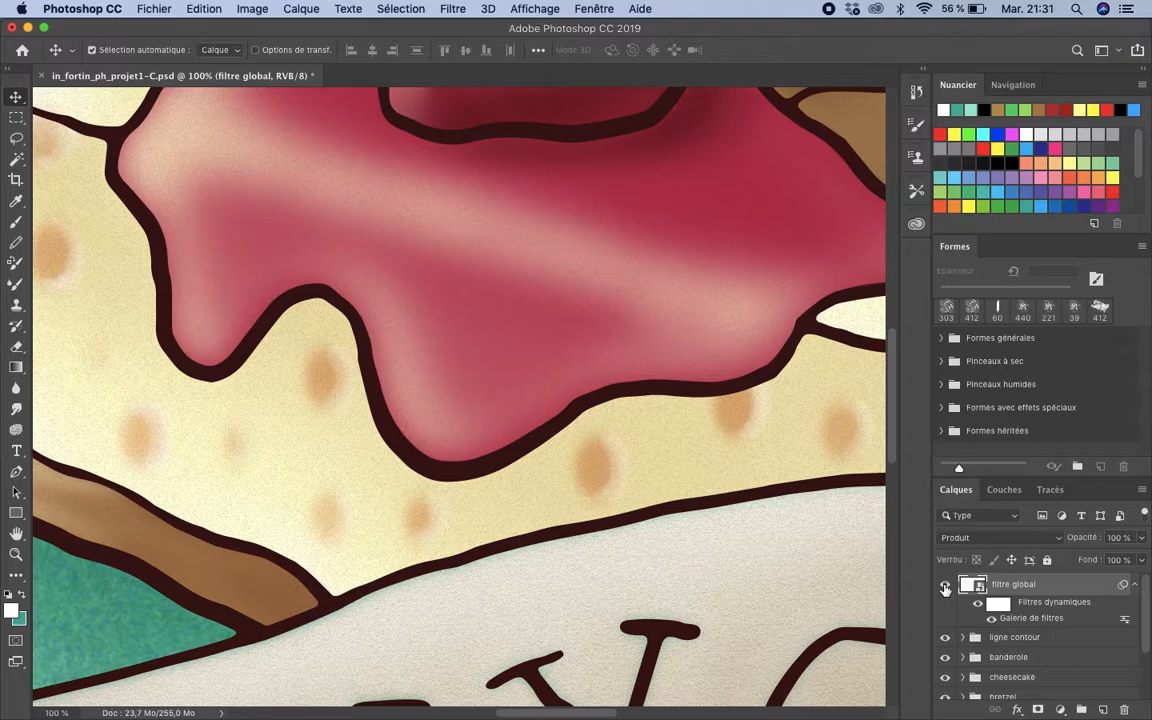 Photoshop CC Fichier Edition Image Calque Texte Sélection Filtre 3D Affichage Fenêtre Aide 56 % Mar. 21:31
Adobe Photoshop CC 2019
Sélection automatique : Calque Options de transf. Mode 3D :
in_fortin_ph_projet1-C.psd @ 100% (filtre global, RVB/8) *
Nuancier Navigation
Formes
Epaisseur :
303 412 60 440 221 39 412
Formes générales
Pinceaux à sec
Pinceaux humides
Formes avec effets spéciaux
Formes héritées
Calques Couches Tracés
Type
Produit Opacité : 100 %
Verrou : Fond : 100 %
filtre global
Filtres dynamiques
Galerie de filtres
ligne contour
banderole
cheesecake
bretzel
100 % Doc : 23,7 Mo/255,0 Mo